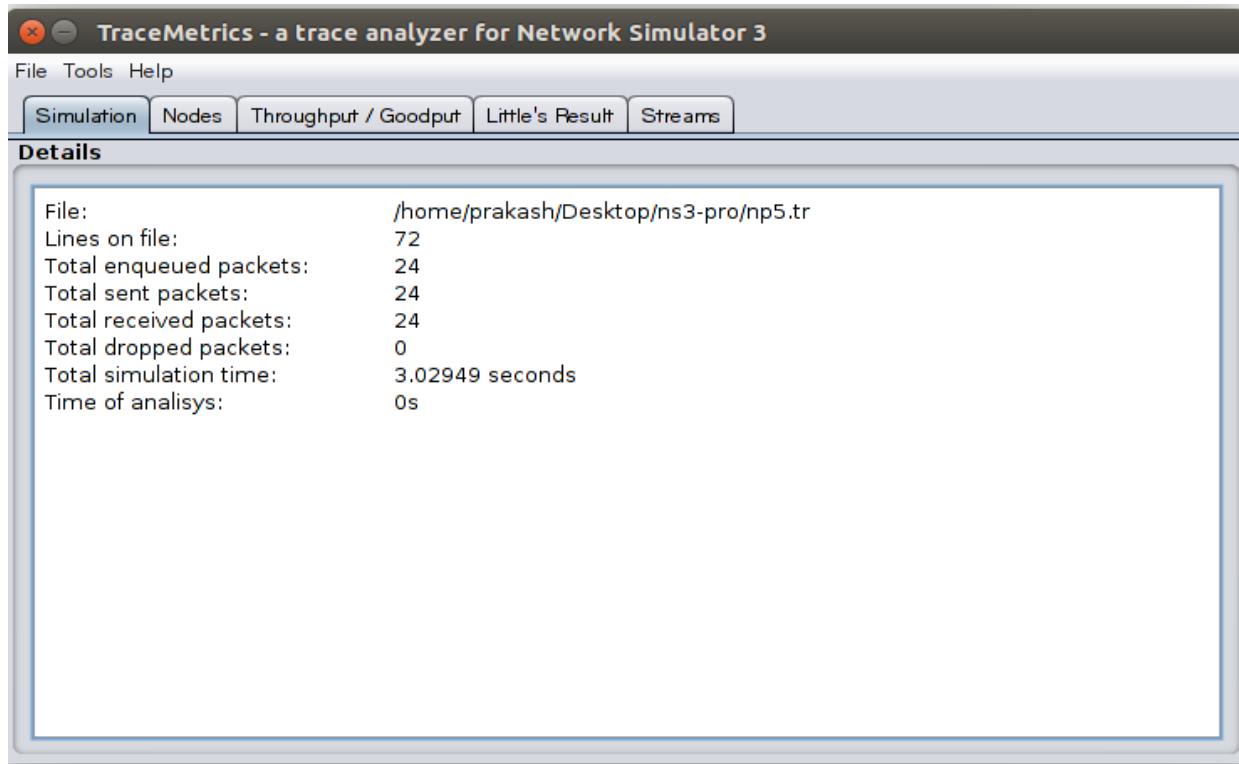 TraceMetrics - a trace analyzer for Network Simulator 3
File Tools Help
Simulation Nodes Throughput / Goodput Little's Result Streams
Details
File: /home/prakash/Desktop/ns3-pro/np5.tr
Lines on file: 72
Total enqueued packets: 24
Total sent packets: 24
Total received packets: 24
Total dropped packets: 0
Total simulation time: 3.02949 seconds
Time of analisys: 0s